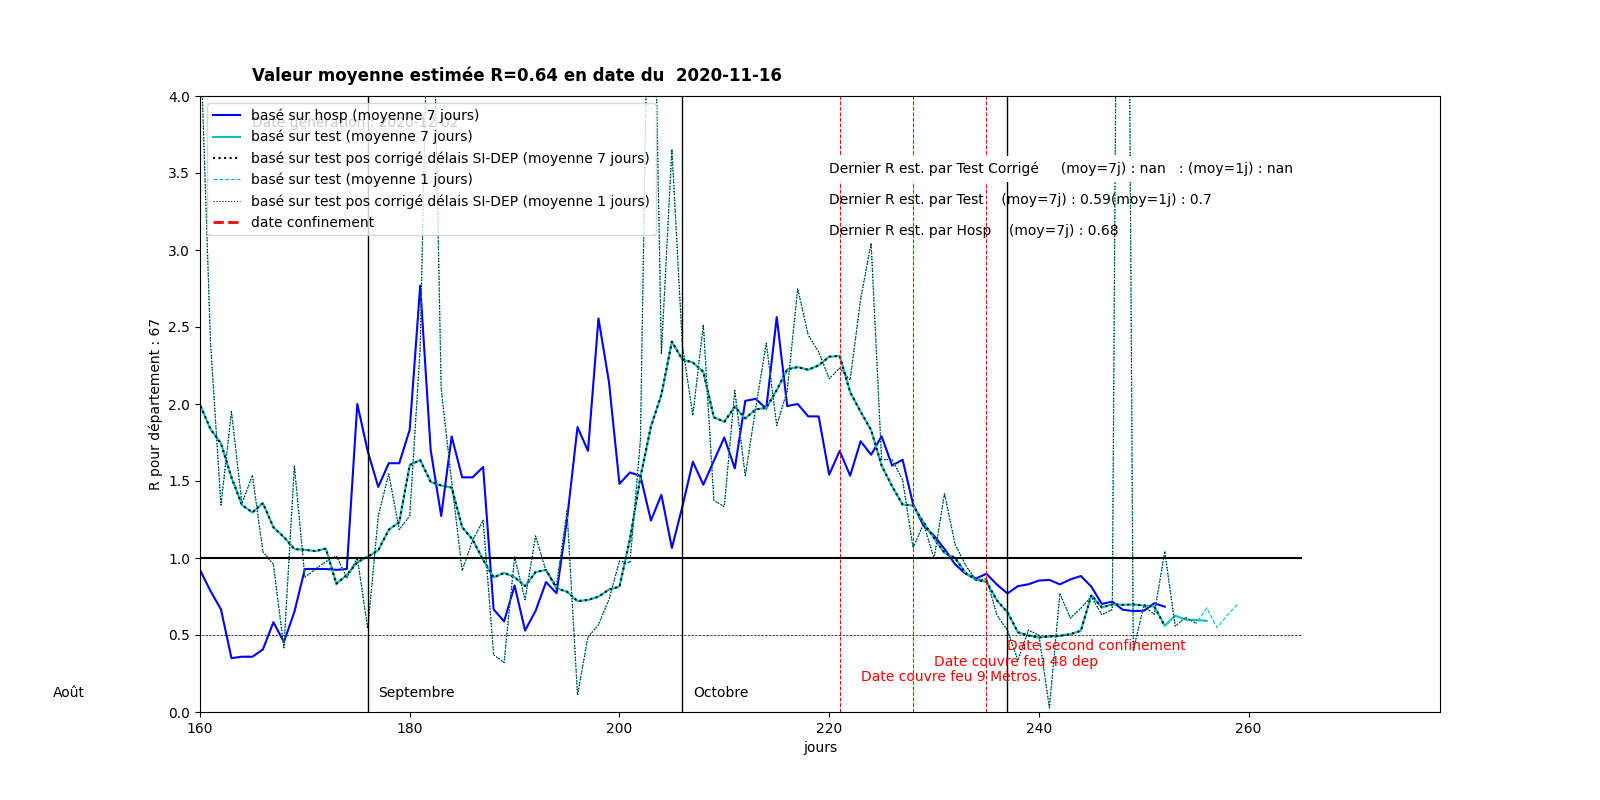 Valeur moyenne estimée R=0.64 en date du  2020-11-16
4.0
3.5
3.0
2.5
2.0
1.5
1.0
0.5
0.0
R pour département : 67
basé sur hosp (moyenne 7 jours)
Date génération : 2020-12-02
basé sur test (moyenne 7 jours)
basé sur test pos corrigé délais SI-DEP (moyenne 7 jours)
basé sur test (moyenne 1 jours)
basé sur test pos corrigé délais SI-DEP (moyenne 1 jours)
date confinement
Dernier R est. par Test Corrigé    (moy=7j) : nan  : (moy=1j) : nan
Dernier R est. par Test   (moy=7j) : 0.59(moy=1j) : 0.7
Dernier R est. par Hosp   (moy=7j) : 0.68
Date second confinement
Date couvre feu 48 dep
Date couvre feu 9 Métros.
Août
Septembre
Octobre
160 180 200 220 240 260
jours